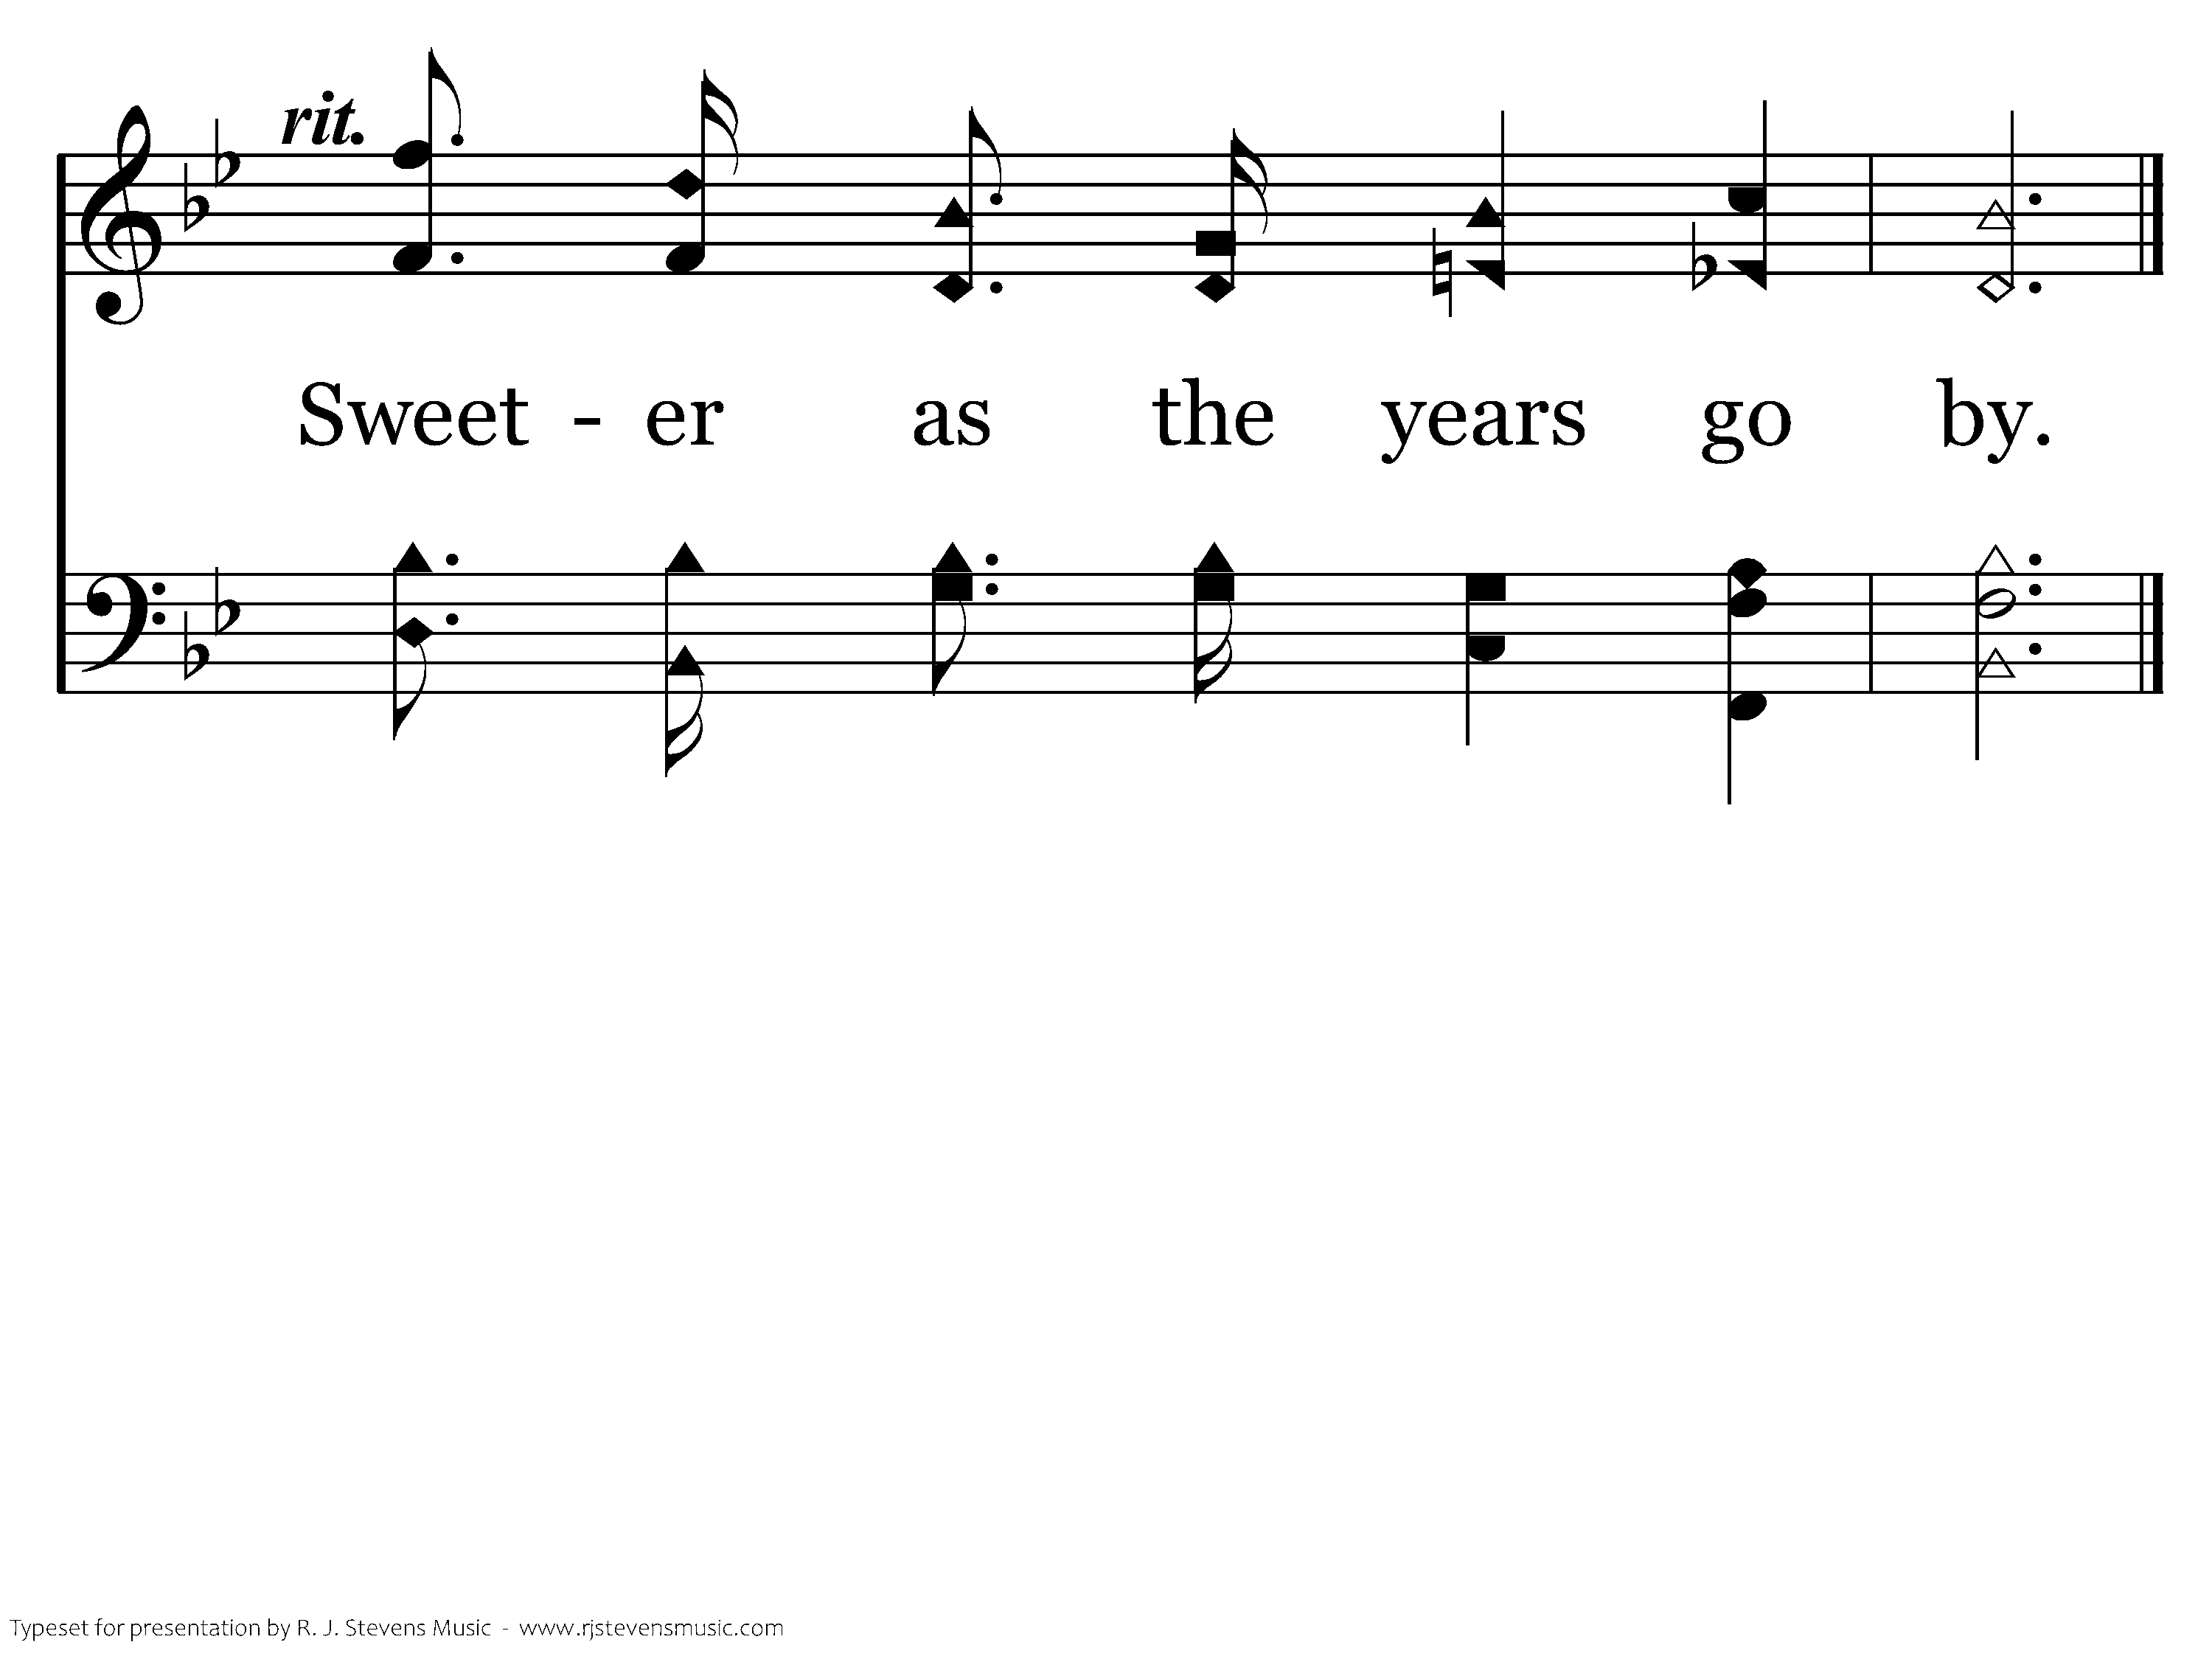 rit.
Sweet - er as the years go by.
Typeset for presentation by R. J. Stevens Music - www.rjstevensmusic.com